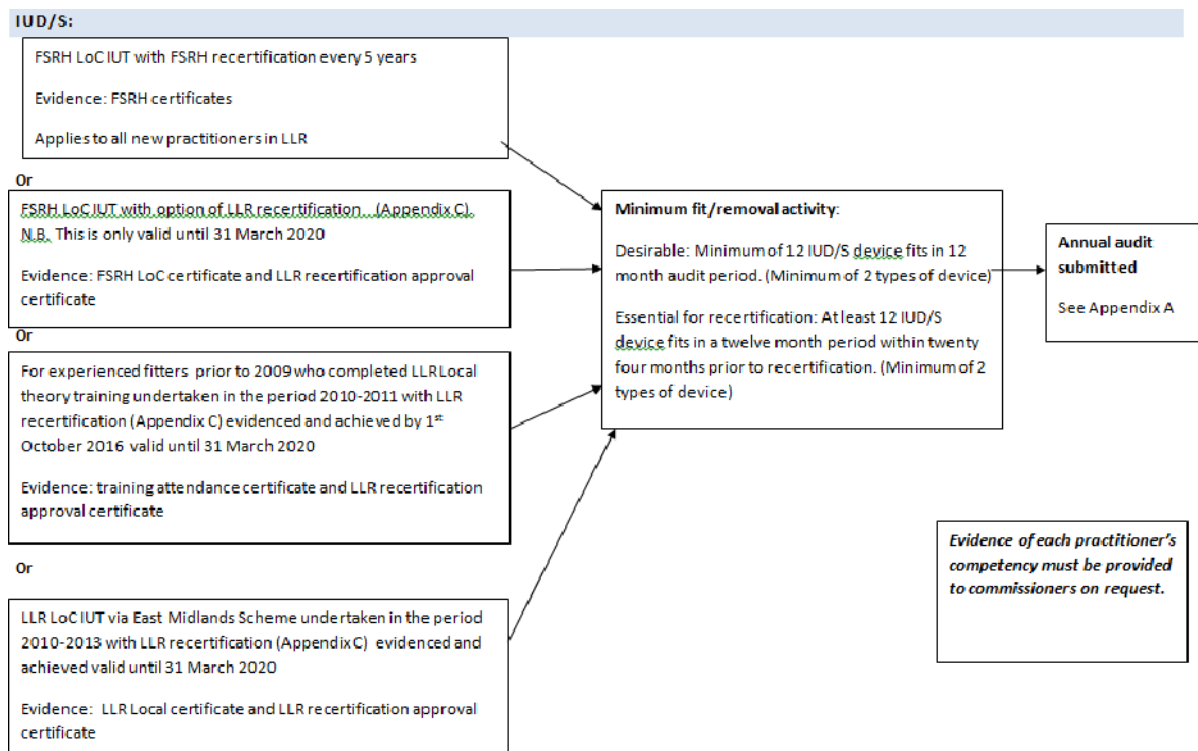 IUD/S:
FSRH LoC IUT with FSRH recertification every 5 years
Evidence: FSRH certificates
Applies to all new practitioners in LLR
Or
FSRH LoC IUT with option of LLR recertification (Appendix C)
N.B. This is only valid until 31 March 2020
Evidence: FSRH LoC certificate and LLR recertification approval
certificate
Or
For experienced fitters prior to 2009 who completed LLR Local
theory training undertaken in the period 2010-2011 with LLR
recertification (Appendix C) evidenced and achieved by 1st
October 2016 valid until 31 March 2020
Evidence: training attendance certificate and LLR recertification
approval certificate
Or
LLR LoC IUT via East Midlands Scheme undertaken in the period
2010-2013 with LLR recertification (Appendix C) evidenced and
achieved valid until 31 March 2020
Evidence: LLR Local certificate and LLR recertification approval
certificate
Minimum fit/removal activity:
Desirable: Minimum of 12 IUD/S device fits in 12
month audit period. (Minimum of 2 types of device)
Essential for recertification: At least 12 IUD/S
device fits in a twelve month period within twenty
four months prior to recertification. (Minimum of 2
types of device)
Annual audit
submitted
See Appendix A
Evidence of each practitioner's
competency must be provided
to commissioners on request.